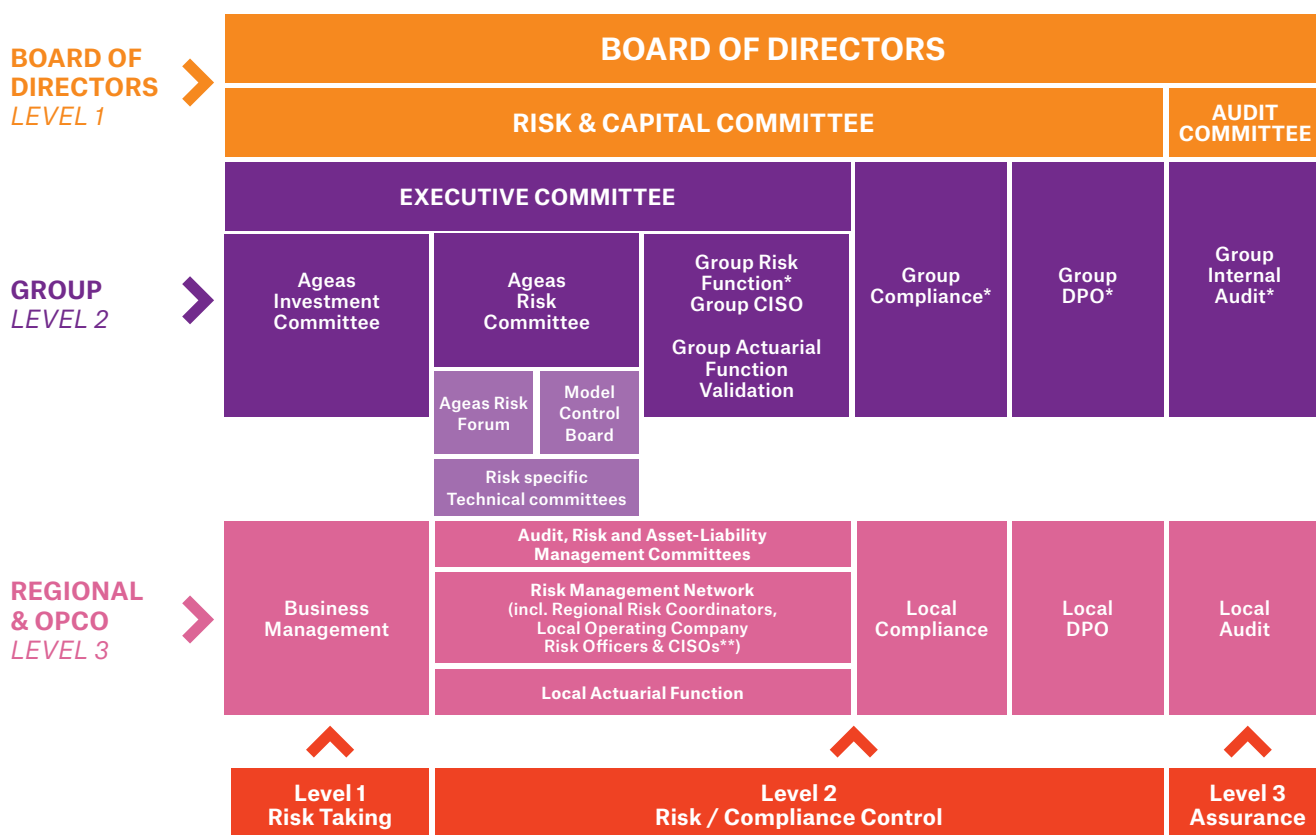 BOARD OF
DIRECTORS
LEVEL 1
BOARD OF DIRECTORS
RISK & CAPITAL COMMITTEE
AUDIT
COMMITTEE
GROUP
LEVEL 2
EXECUTIVE COMMITTEE
Ageas
Investment
Committee
Ageas
Risk
Committee
Group Risk
Function*
Group CISO
Group Actuarial
Function
Validation
Group
Compliance*
Group
DPO*
Group
Internal
Audit*
Ageas Risk
Forum
Model
Control
Board
Risk specific
Technical committees
REGIONAL
& OPCO
LEVEL 3
Business
Management
Audit, Risk and Asset-Liability
Management Committees
Risk Management Network
(incl. Regional Risk Coordinators,
Local Operating Company
Risk Officers & CISOs**)
Local Actuarial Function
Local
Compliance
Local
DPO
Local
Audit
Level 1
Risk Taking
Level 2
Risk / Compliance Control
Level 3
Assurance